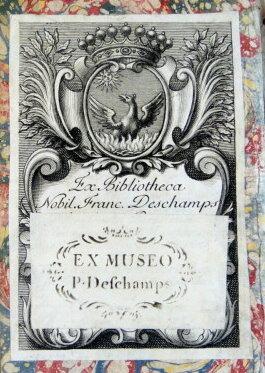 Ex Bibliotheca
Nobil. Franc. Deschamps
EX MUSEO
P. Deſchamps